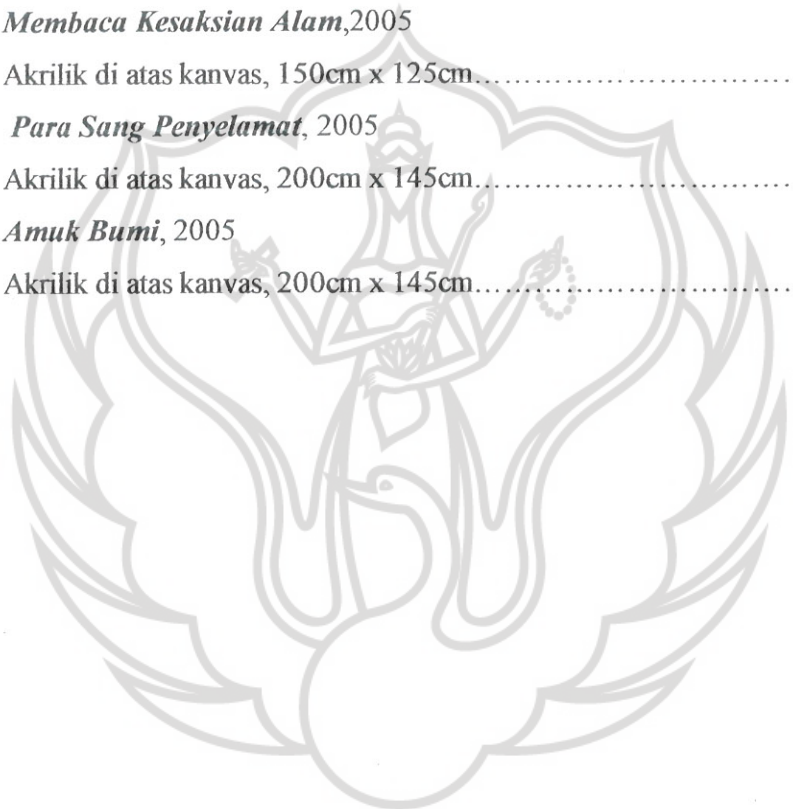 Membaca Kesaksian Alam,2005
Akrilik di atas kanvas, 150cm x 125cm................................
Para Sang Penyelamat, 2005
Akrilik di atas kanvas, 200cm x 145cm................................
Amuk Bumi, 2005
Akrilik di atas kanvas, 200cm x 145cm................................